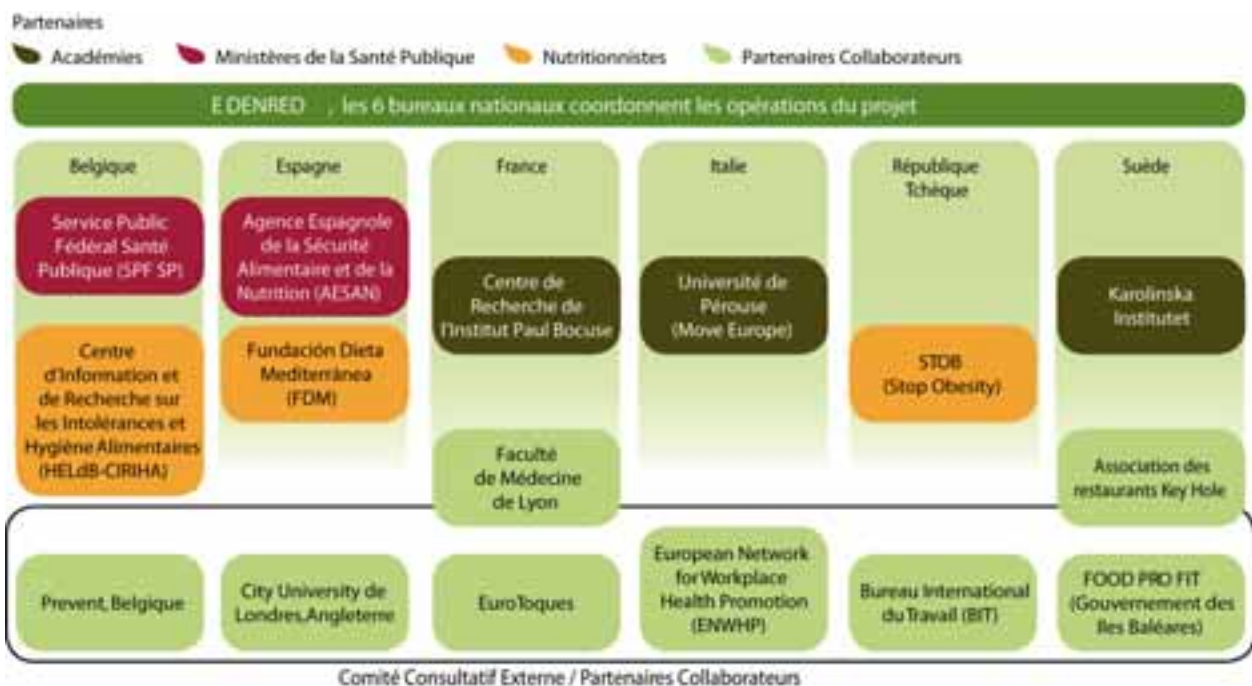 Partenaires
Académies
Ministères de la Santé Publique
Nutritionnistes
Partenaires Collaborateurs
E DENRED , les 6 bureaux nationaux coordonnent les opérations du projet
Belgique
Service Public
Fédéral Santé
Publique (SPF SP)
Centre
d'Information et
de Recherche sur
les Intolérances et
Hygiène Alimentaires
(HELdB-CIRIHA)
Espagne
Agence Espagnole
de la Sécurité
Alimentaire et de la
Nutrition (AESAN)
Fundación Dieta
Mediterránea
(FDM)
France
Centre de
Recherche de
l'Institut Paul Bocuse
Faculté
de Médecine
de Lyon
Italie
Université de
Pérouse
(Move Europe)
République
Tchèque
STOB
(Stop Obesity)
Suède
Karolinska
Institutet
Association des
restaurants Key Hole
Prevent, Belgique
City University de
Londres,Angleterre
EuroToques
European Network
for Workplace
Health Promotion
(ENWHP)
Bureau International
du Travail (BIT)
FOOD PRO FIT
(Gouvernement des
Iles Baléares)
Comité Consultatif Externe / Partenaires Collaborateurs